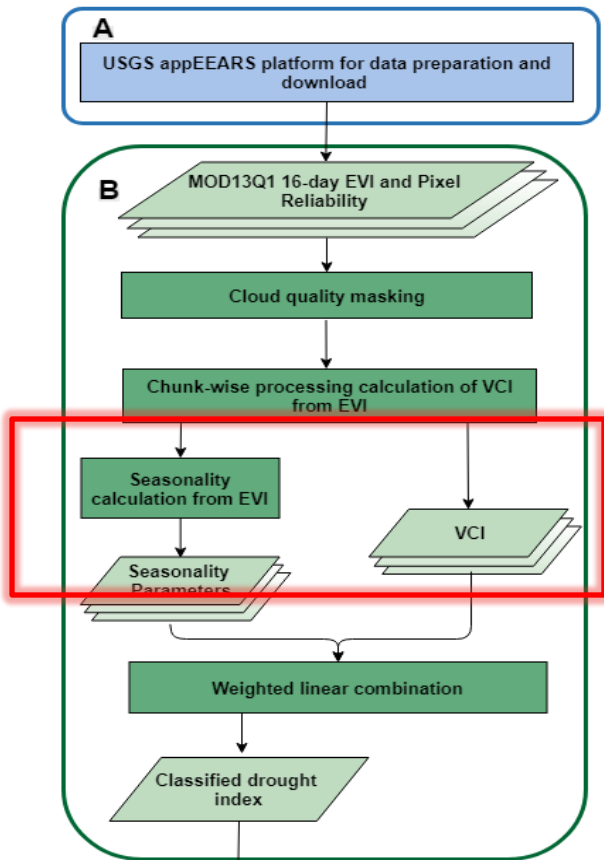 A
USGS appEEARS platform for data preparation and
download
B
MOD13Q1 16-day EVI and Pixel
Reliability
Cloud quality masking
Chunk-wise processing calculation of VCI
from EVI
Seasonality
calculation from EVI
VCI
Seasonality
Parameters
Weighted linear combination
Classified drought
index